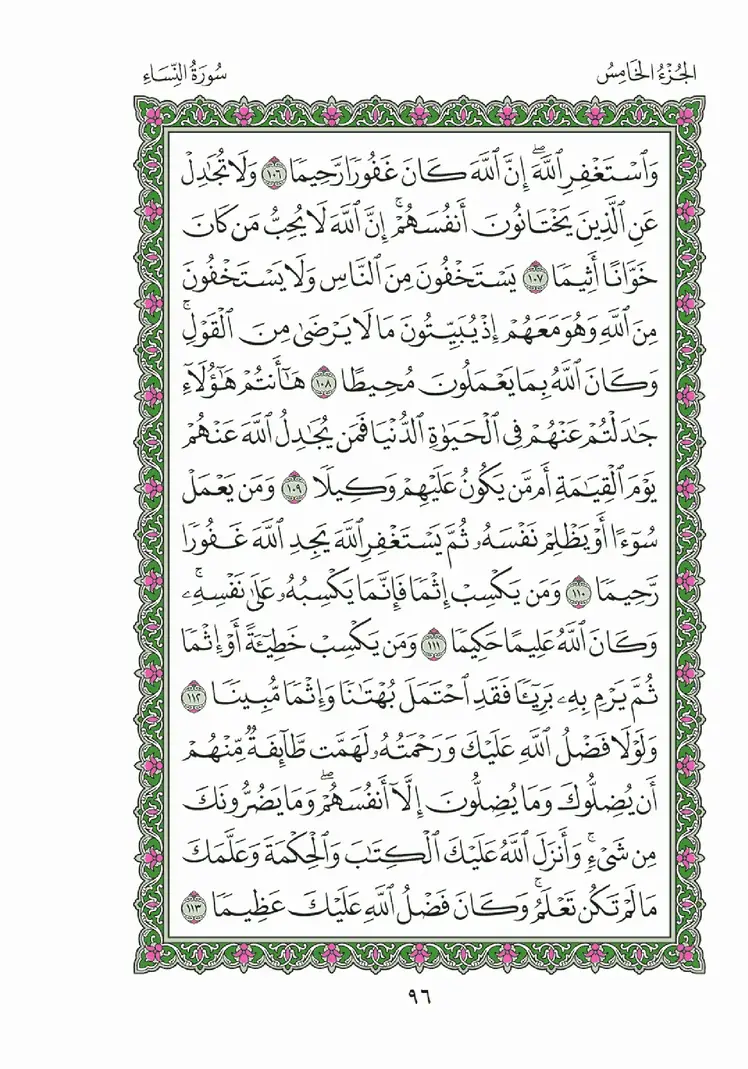 الجُزْءُ الخَامِسُ
سُورَةُ النِّسَاءِ
وَٱسْتَغْفِرِ ٱللَّهَۖ إِنَّ ٱللَّهَ كَانَ غَفُورًا رَّحِيمًا ١٠٦ وَلَا تُجَٰدِلْ
عَنِ ٱلَّذِينَ يَخْتَانُونَ أَنفُسَهُمْۚ إِنَّ ٱللَّهَ لَا يُحِبُّ مَن كَانَ
خَوَّانًا أَثِيمًا ١٠٧ يَسْتَخْفُونَ مِنَ ٱلنَّاسِ وَلَا يَسْتَخْفُونَ
مِنَ ٱللَّهِ وَهُوَ مَعَهُمْ إِذْ يُبَيِّتُونَ مَا لَا يَرْضَىٰ مِنَ ٱلْقَوْلِۚ
وَكَانَ ٱللَّهُ بِمَا يَعْمَلُونَ مُحِيطًا ١٠٨ هَٰٓأَنتُمْ هَٰٓؤُلَآءِ
جَٰدَلْتُمْ عَنْهُمْ فِي ٱلْحَيَوٰةِ ٱلدُّنْيَا فَمَن يُجَٰدِلُ ٱللَّهَ عَنْهُمْ
يَوْمَ ٱلْقِيَٰمَةِ أَم مَّن يَكُونُ عَلَيْهِمْ وَكِيلًا ١٠٩ وَمَن يَعْمَلْ
سُوٓءًا أَوْ يَظْلِمْ نَفْسَهُۥ ثُمَّ يَسْتَغْفِرِ ٱللَّهَ يَجِدِ ٱللَّهَ غَفُورًا
رَّحِيمًا ١١٠ وَمَن يَكْسِبْ إِثْمًا فَإِنَّمَا يَكْسِبُهُۥ عَلَىٰ نَفْسِهِۦۚ
وَكَانَ ٱللَّهُ عَلِيمًا حَكِيمًا ١١١ وَمَن يَكْسِبْ خَطِيٓـَٔةً أَوْ إِثْمًا
ثُمَّ يَرْمِ بِهِۦ بَرِيٓـًٔا فَقَدِ ٱحْتَمَلَ بُهْتَٰنًا وَإِثْمًا مُّبِينًا ١١٢
وَلَوْلَا فَضْلُ ٱللَّهِ عَلَيْكَ وَرَحْمَتُهُۥ لَهَمَّت طَّآئِفَةٌ مِّنْهُمْ
أَن يُضِلُّوكَ وَمَا يُضِلُّونَ إِلَّآ أَنفُسَهُمْۖ وَمَا يَضُرُّونَكَ
مِن شَيْءٍۚ وَأَنزَلَ ٱللَّهُ عَلَيْكَ ٱلْكِتَٰبَ وَٱلْحِكْمَةَ وَعَلَّمَكَ
مَا لَمْ تَكُن تَعْلَمُۚ وَكَانَ فَضْلُ ٱللَّهِ عَلَيْكَ عَظِيمًا ١١٣
٩٦